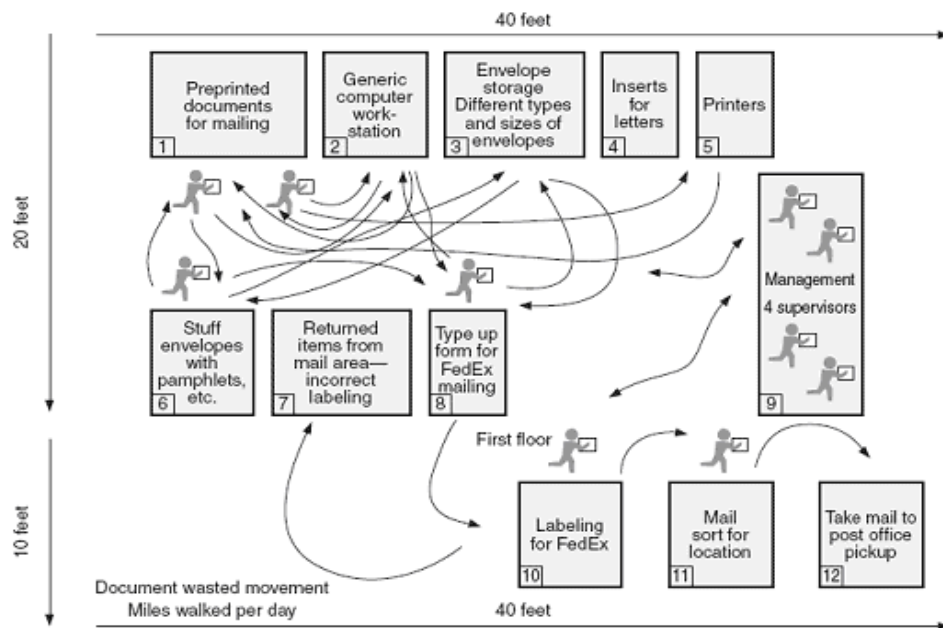 40 feet
Preprinted
documents
for mailing
1
Generic
computer
work-
station
2
Envelope
storage
Different types
and sizes of
envelopes
3
Inserts
for
letters
4
Printers
5
20 feet
Management
4 supervisors
9
Stuff
envelopes
with
pamphlets,
etc.
6
Returned
items from
mail area—
incorrect
labeling
7
Type up
form for
FedEx
mailing
8
First floor
10 feet
Labeling
for FedEx
10
Mail
sort for
location
11
Take mail to
post office
pickup
12
Document wasted movement
Miles walked per day
40 feet